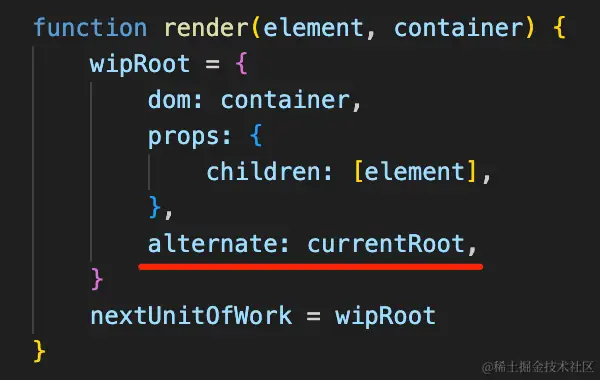 function render(element, container) {
    wipRoot = {
        dom: container,
        props: {
            children: [element],
        },
        alternate: currentRoot,
    }
    nextUnitOfWork = wipRoot
}
@稀土掘金技术社区